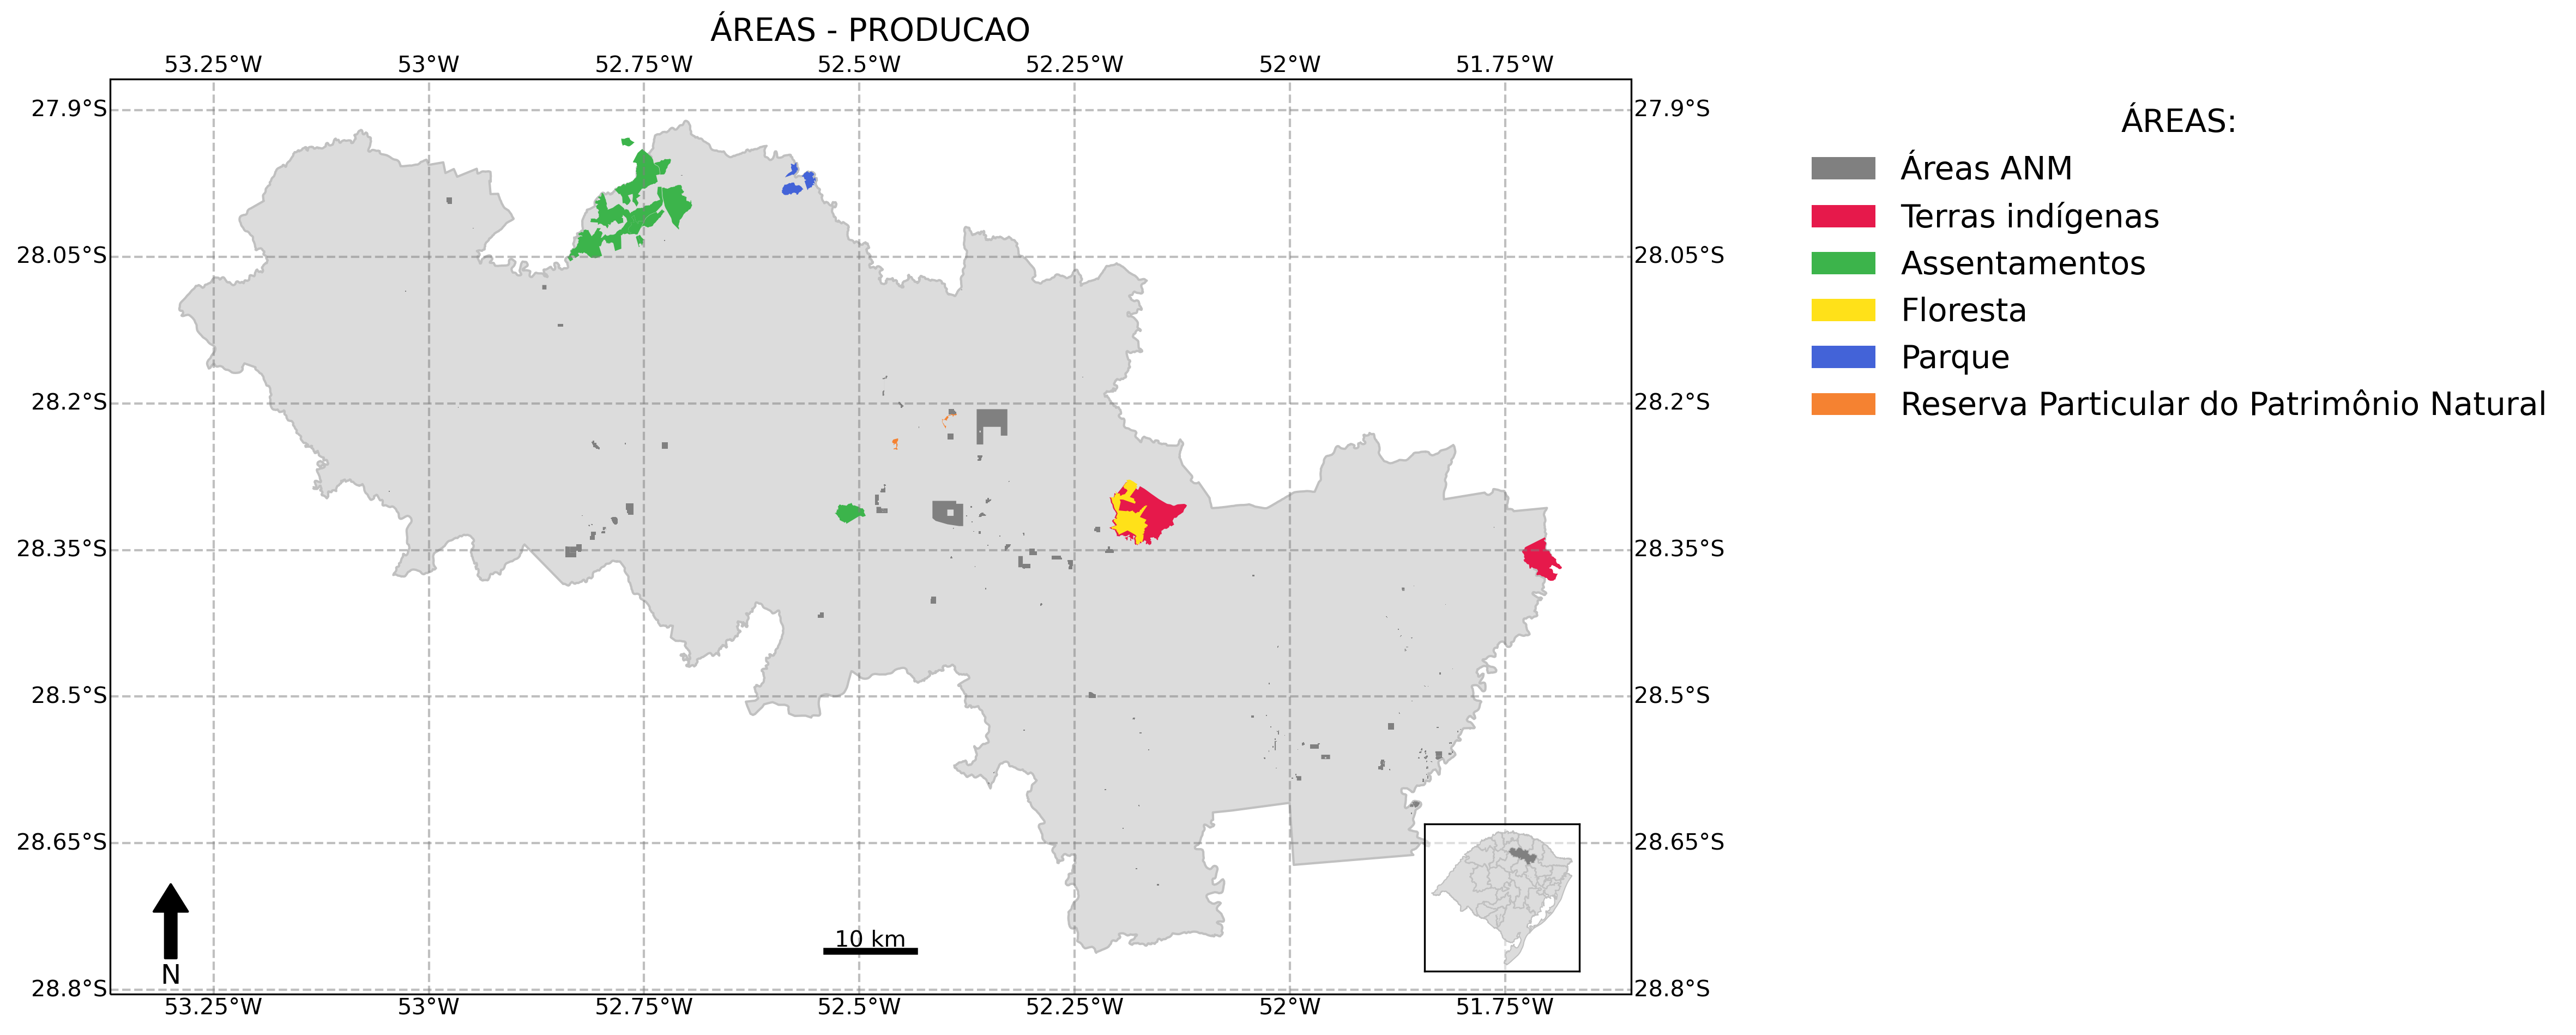 ÁREAS - PRODUCAO
53.25°W 53°W 52.75°W 52.5°W 52.25°W 52°W 51.75°W
27.9°S 27.9°S
28.05°S 28.05°S
28.2°S 28.2°S
28.35°S 28.35°S
28.5°S 28.5°S
28.65°S 28.65°S
28.8°S 28.8°S
10 km
N
53.25°W 53°W 52.75°W 52.5°W 52.25°W 52°W 51.75°W
ÁREAS:
Áreas ANM
Terras indígenas
Assentamentos
Floresta
Parque
Reserva Particular do Patrimônio Natural